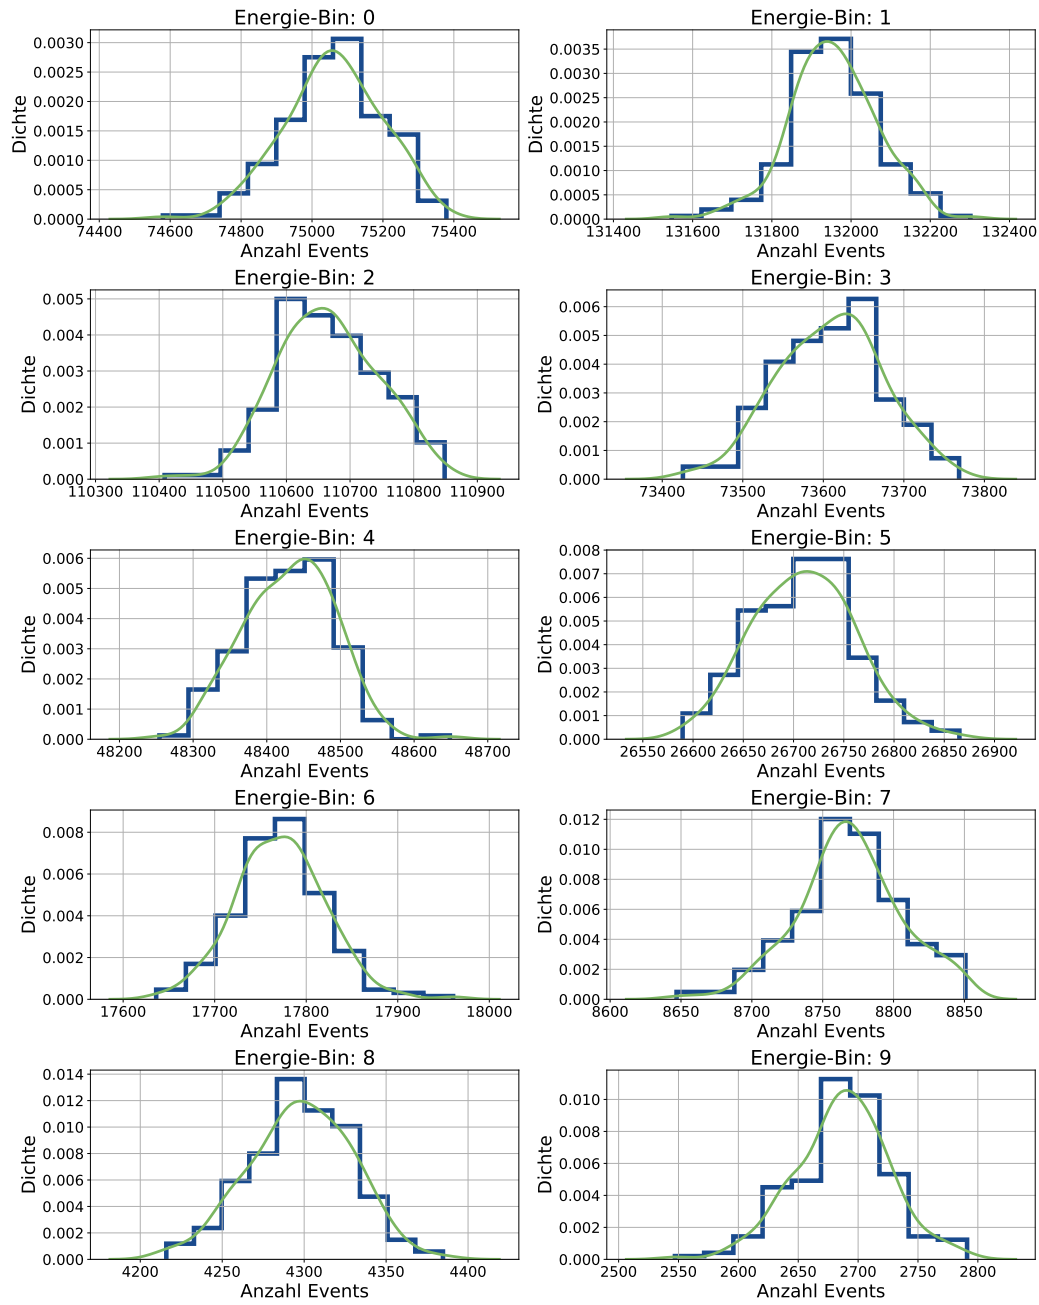 Energie-Bin: 0
0.0030
0.0025
0.0020
0.0015
0.0010
0.0005
0.0000
Dichte
74400 74600 74800 75000 75200 75400
Anzahl Events
Energie-Bin: 1
0.0035
0.0030
0.0025
0.0020
0.0015
0.0010
0.0005
0.0000
Dichte
131400 131600 131800 132000 132200 132400
Anzahl Events
Energie-Bin: 2
0.005
0.004
0.003
0.002
0.001
0.000
Dichte
110300 110400 110500 110600 110700 110800 110900
Anzahl Events
Energie-Bin: 3
0.006
0.005
0.004
0.003
0.002
0.001
0.000
Dichte
73400 73500 73600 73700 73800
Anzahl Events
Energie-Bin: 4
0.006
0.005
0.004
0.003
0.002
0.001
0.000
Dichte
48200 48300 48400 48500 48600 48700
Anzahl Events
Energie-Bin: 5
0.008
0.007
0.006
0.005
0.004
0.003
0.002
0.001
0.000
Dichte
26550 26600 26650 26700 26750 26800 26850 26900
Anzahl Events
Energie-Bin: 6
0.008
0.006
0.004
0.002
0.000
Dichte
17600 17700 17800 17900 18000
Anzahl Events
Energie-Bin: 7
0.012
0.010
0.008
0.006
0.004
0.002
0.000
Dichte
8600 8650 8700 8750 8800 8850
Anzahl Events
Energie-Bin: 8
0.014
0.012
0.010
0.008
0.006
0.004
0.002
0.000
Dichte
4200 4250 4300 4350 4400
Anzahl Events
Energie-Bin: 9
0.010
0.008
0.006
0.004
0.002
0.000
Dichte
2500 2550 2600 2650 2700 2750 2800
Anzahl Events